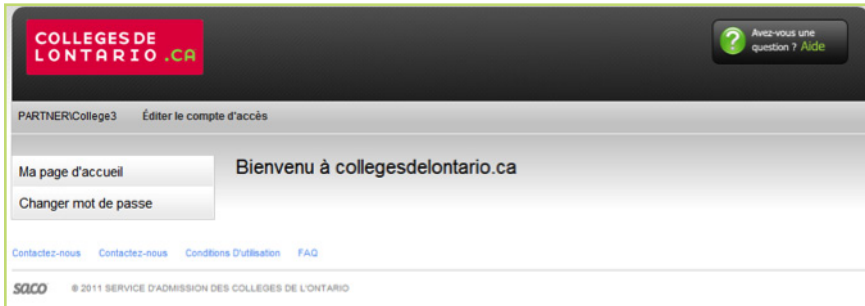 COLLEGES DE
LONTARIO.CA
?
Avez-vous une
question ? Aide
PARTNER\College3 Éditer le compte d'accès
Ma page d'accueil
Bienvenu à collegesdelontario.ca
Changer mot de passe
Contactez-nous Contactez-nous Conditions D'utilisation FAQ
saco © 2011 SERVICE D'ADMISSION DES COLLEGES DE L'ONTARIO